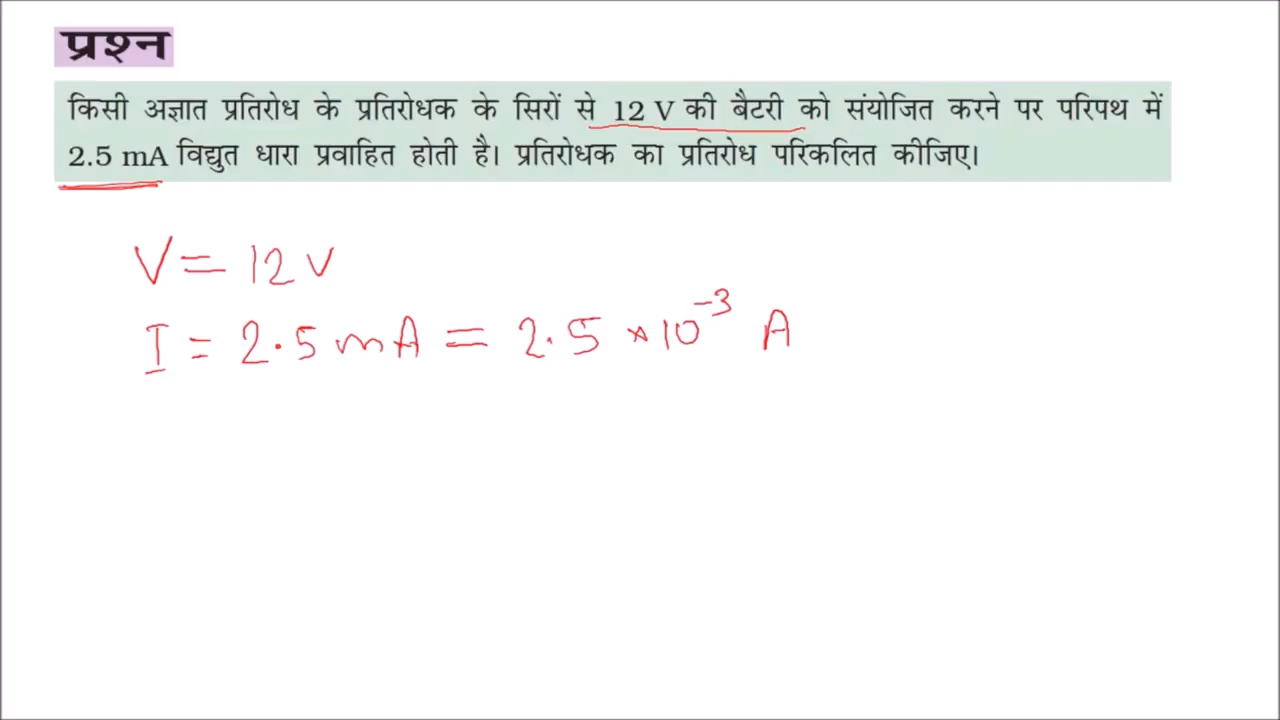 प्रश्न
किसी अज्ञात प्रतिरोध के प्रतिरोधक के सिरों से 12 V की बैटरी को संयोजित करने पर परिपथ में
2.5 mA विद्युत धारा प्रवाहित होती है। प्रतिरोधक का प्रतिरोध परिकलित कीजिए।
V = 12 V
I = 2.5 mA = 2.5 × 10⁻³ A